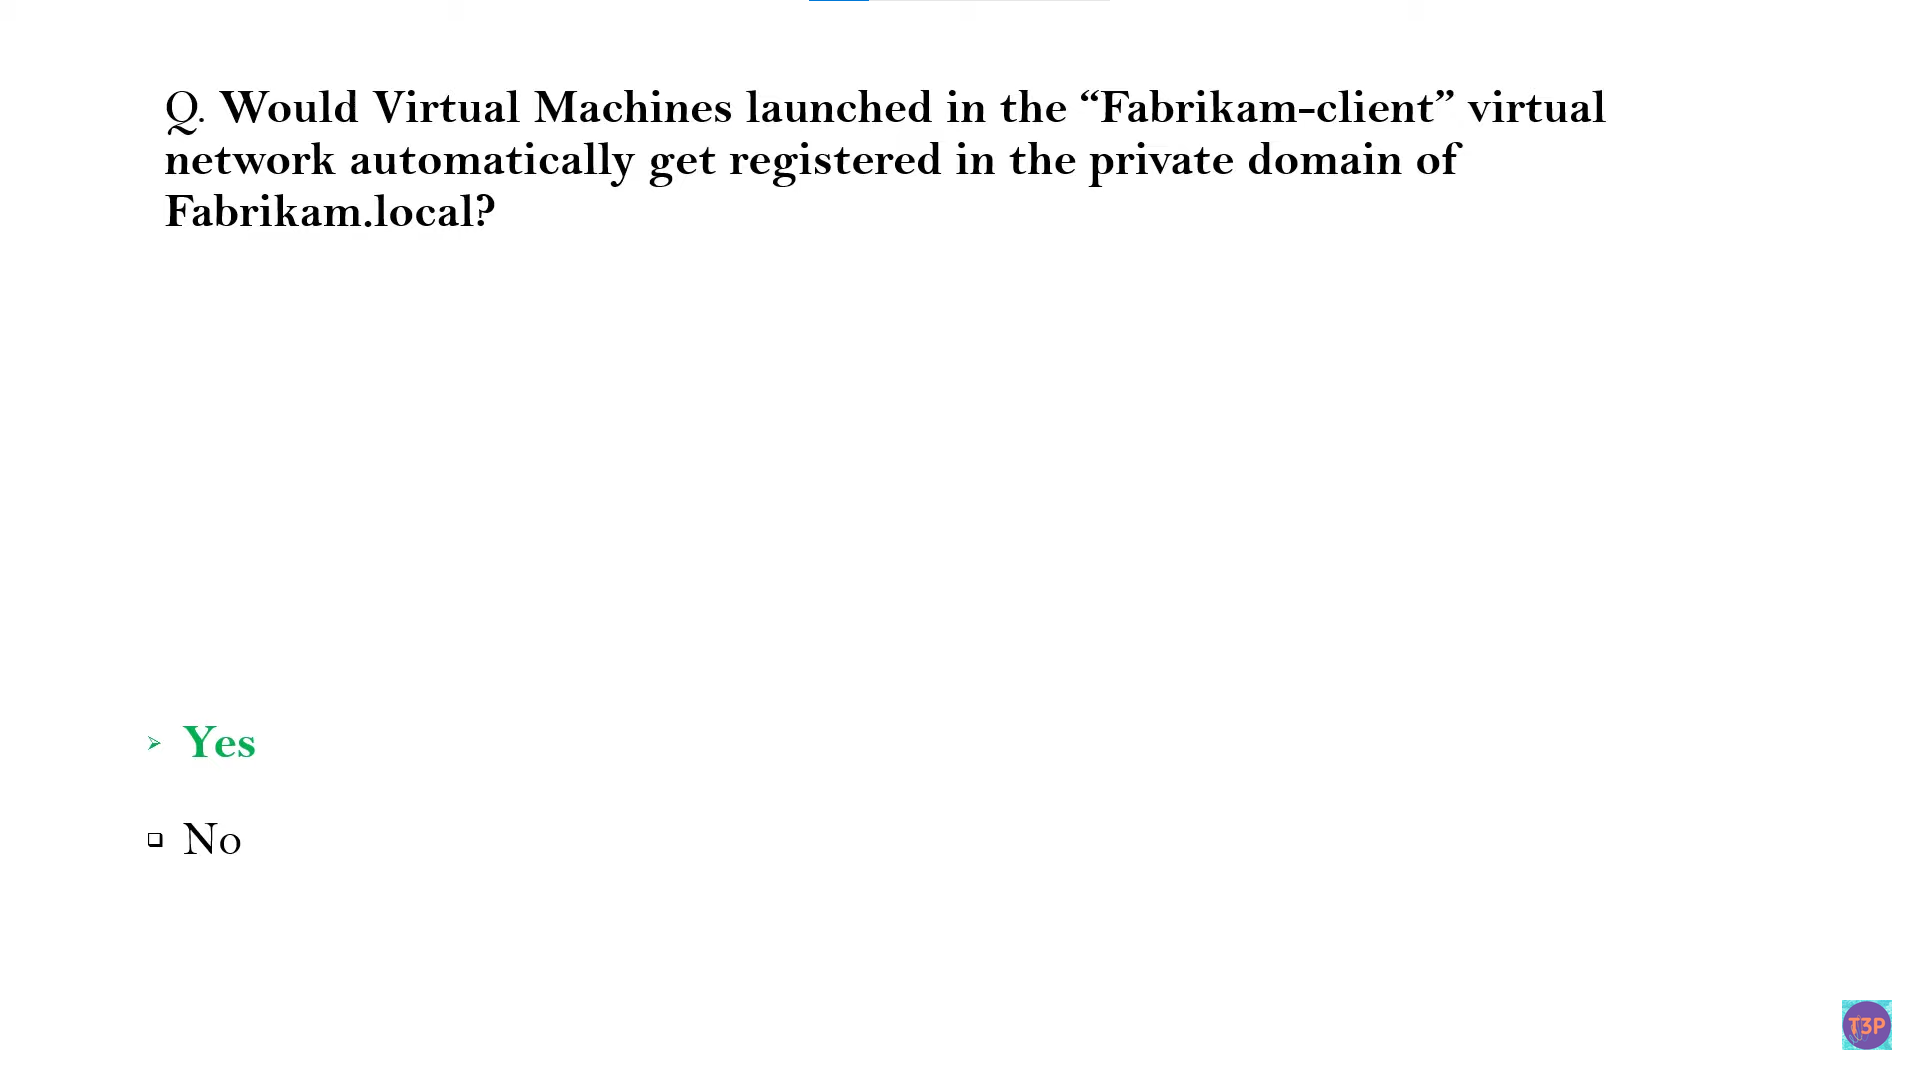 Q. Would Virtual Machines launched in the “Fabrikam-client” virtual
network automatically get registered in the private domain of
Fabrikam.local?
Yes
No
T3P